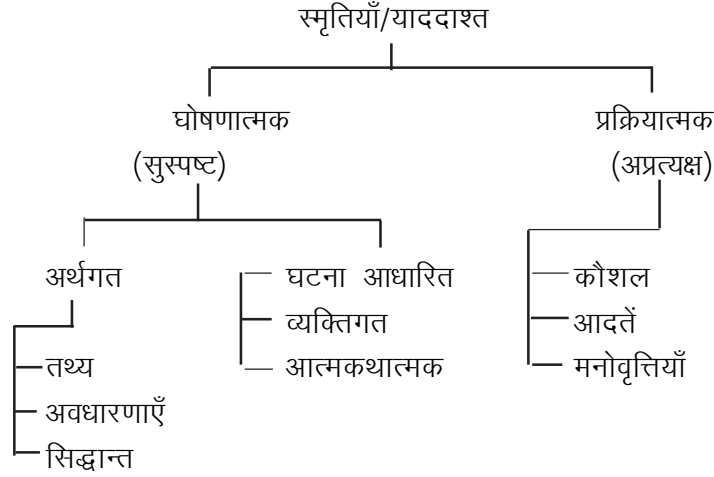 स्मृतियाँ/याददाश्त
घोषणात्मक
(सुस्पष्ट)
प्रक्रियात्मक
(अप्रत्यक्ष)
अर्थगत
तथ्य
अवधारणाएँ
सिद्धान्त
घटना आधारित
व्यक्तिगत
आत्मकथात्मक
कौशल
आदतें
मनोवृत्तियाँ